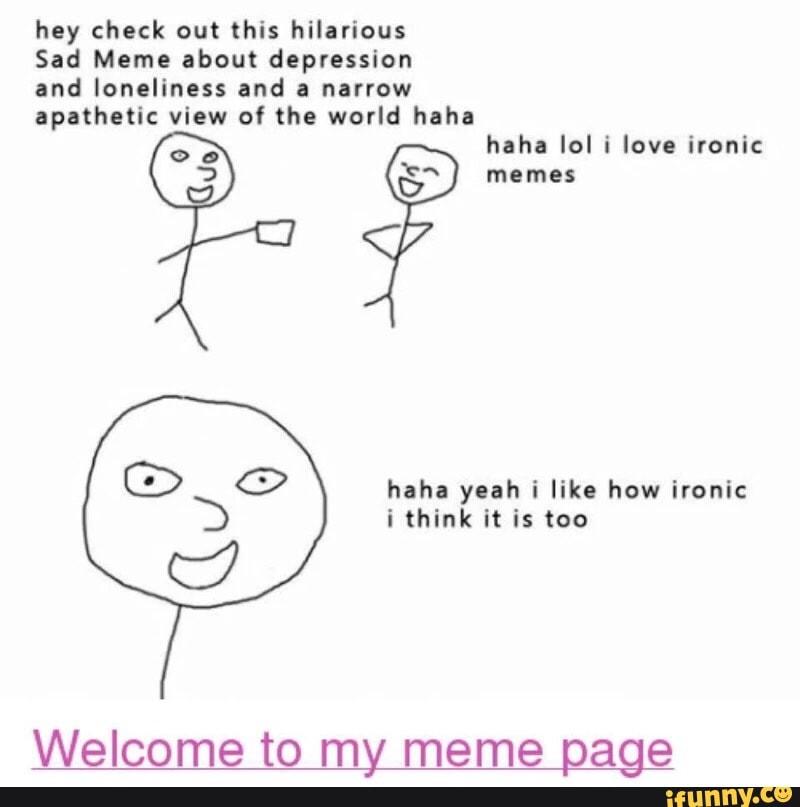 hey check out this hilarious
Sad Meme about depression
and loneliness and a narrow
apathetic view of the world haha
haha lol i love ironic
memes
haha yeah i like how ironic
i think it is too
Welcome to my meme page
ifunny.co